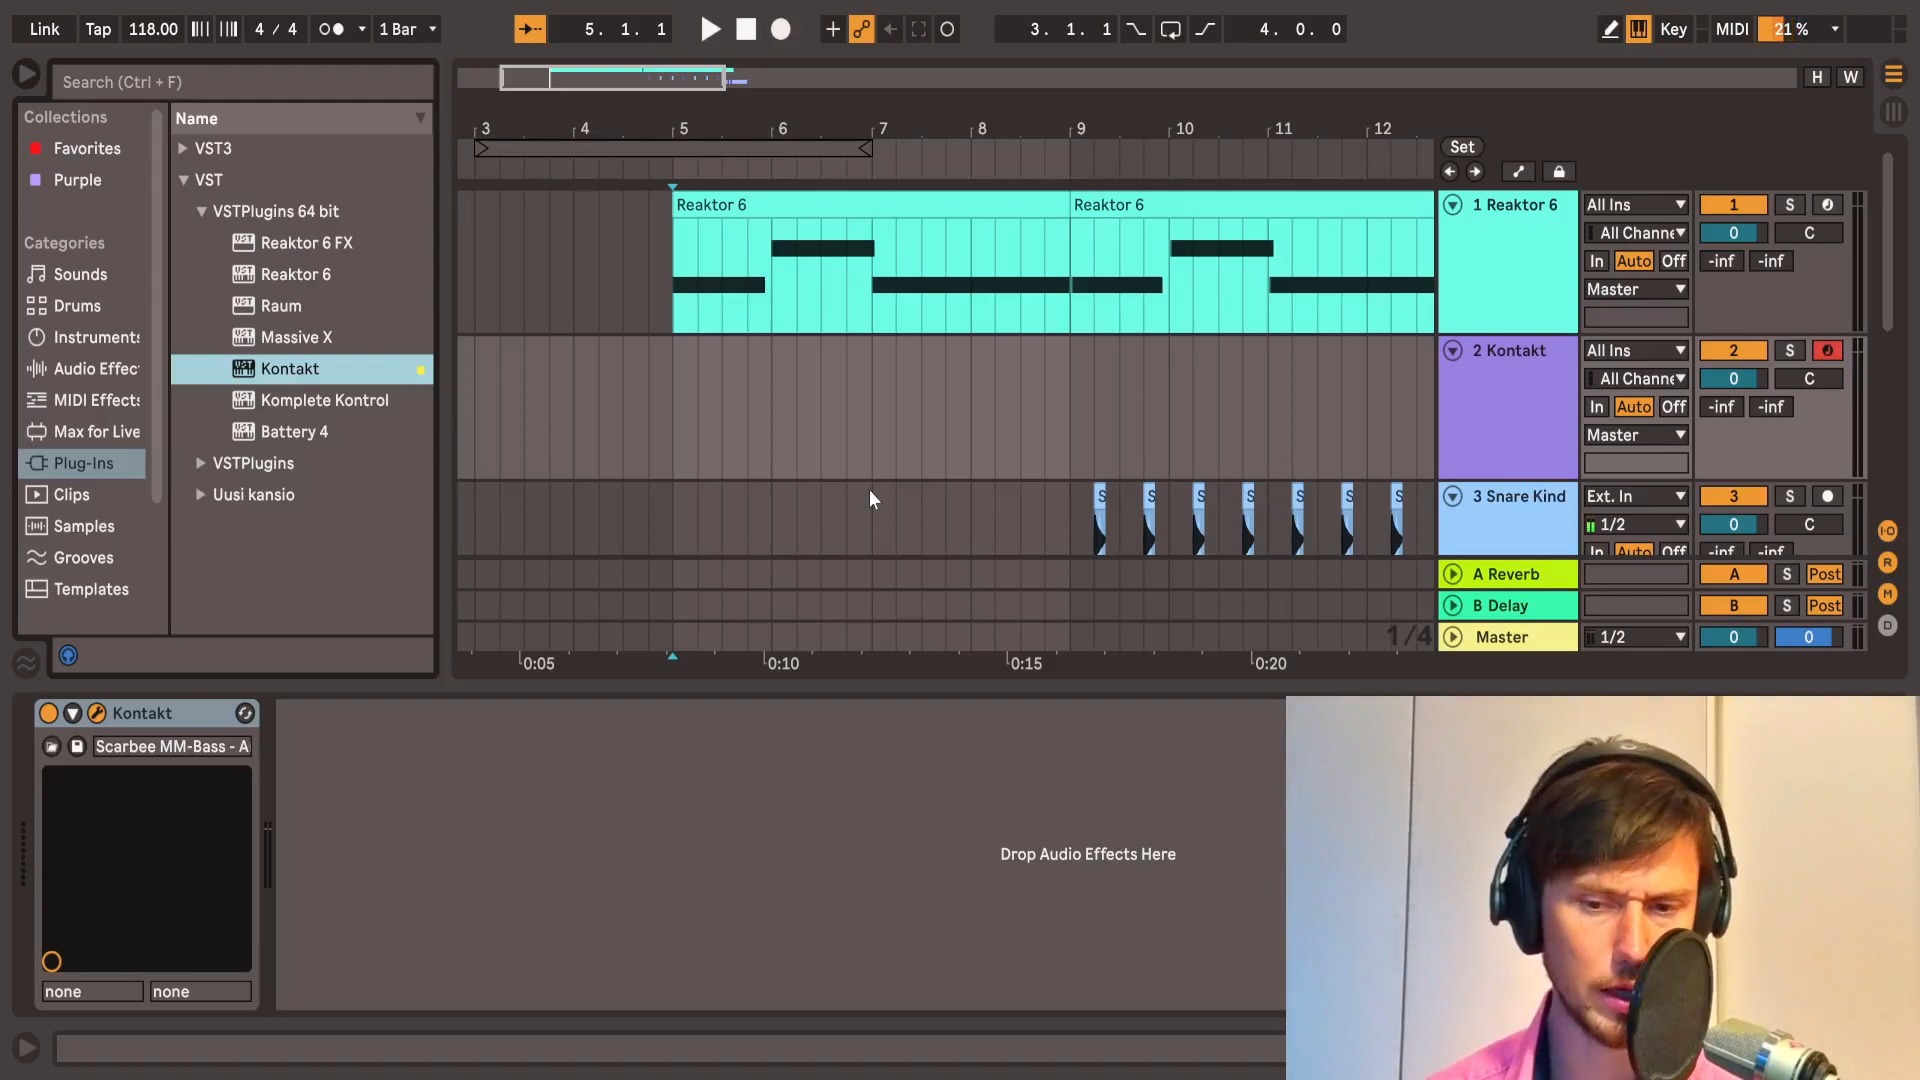 Link Tap 118.00 4 / 4 1 Bar 5. 1. 1 3. 1. 1 4. 0. 0 Key MIDI 21 %
Search (Ctrl + F)
H W
Collections
Favorites
Purple
Categories
Sounds
Drums
Instruments
Audio Effec
MIDI Effects
Max for Live
Plug-Ins
Clips
Samples
Grooves
Templates
Name
VST3
VST
VSTPlugins 64 bit
Reaktor 6 FX
Reaktor 6
Raum
Massive X
Kontakt
Komplete Kontrol
Battery 4
VSTPlugins
Uusi kansio
3 4 5 6 7 8 9 10 11 12
Set
Reaktor 6 Reaktor 6
1 Reaktor 6 All Ins 1 S
All Channe 0 C
In Auto Off -inf -inf
Master
2 Kontakt All Ins 2 S
All Channe 0 C
In Auto Off -inf -inf
Master
S S S S S S S
3 Snare Kind Ext. In 3 S
1/2 0 C
In Auto Off -inf -inf
A Reverb A S Post
B Delay B S Post
1/4 Master 1/2 0 0
0:05 0:10 0:15 0:20
I·O
R
M
D
Kontakt
Scarbee MM-Bass - A
none none
Drop Audio Effects Here